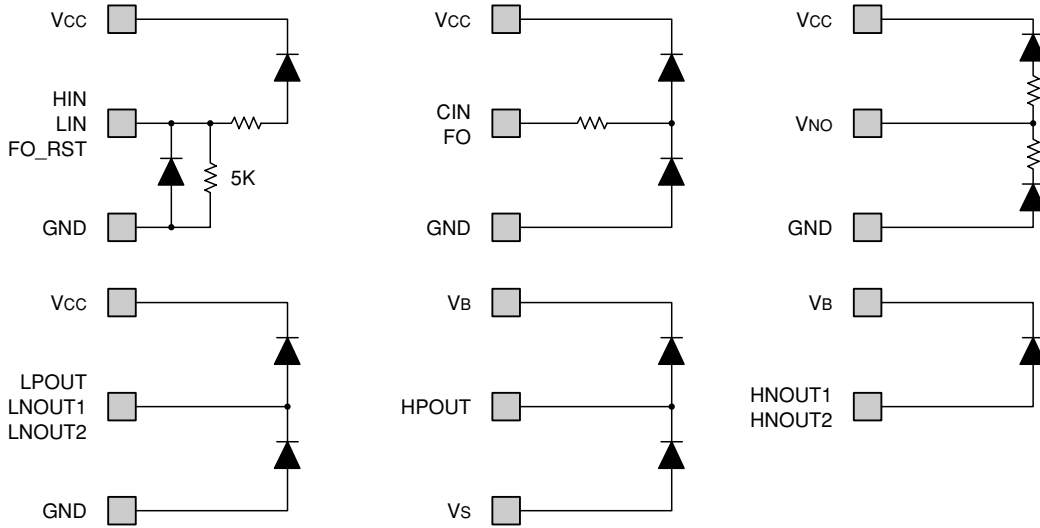 VCC
HIN
LIN
FO_RST
5K
GND
VCC
CIN
FO
GND
VCC
VNO
GND
VCC
LPOUT
LNOUT1
LNOUT2
GND
VB
HPOUT
VS
VB
HNOUT1
HNOUT2